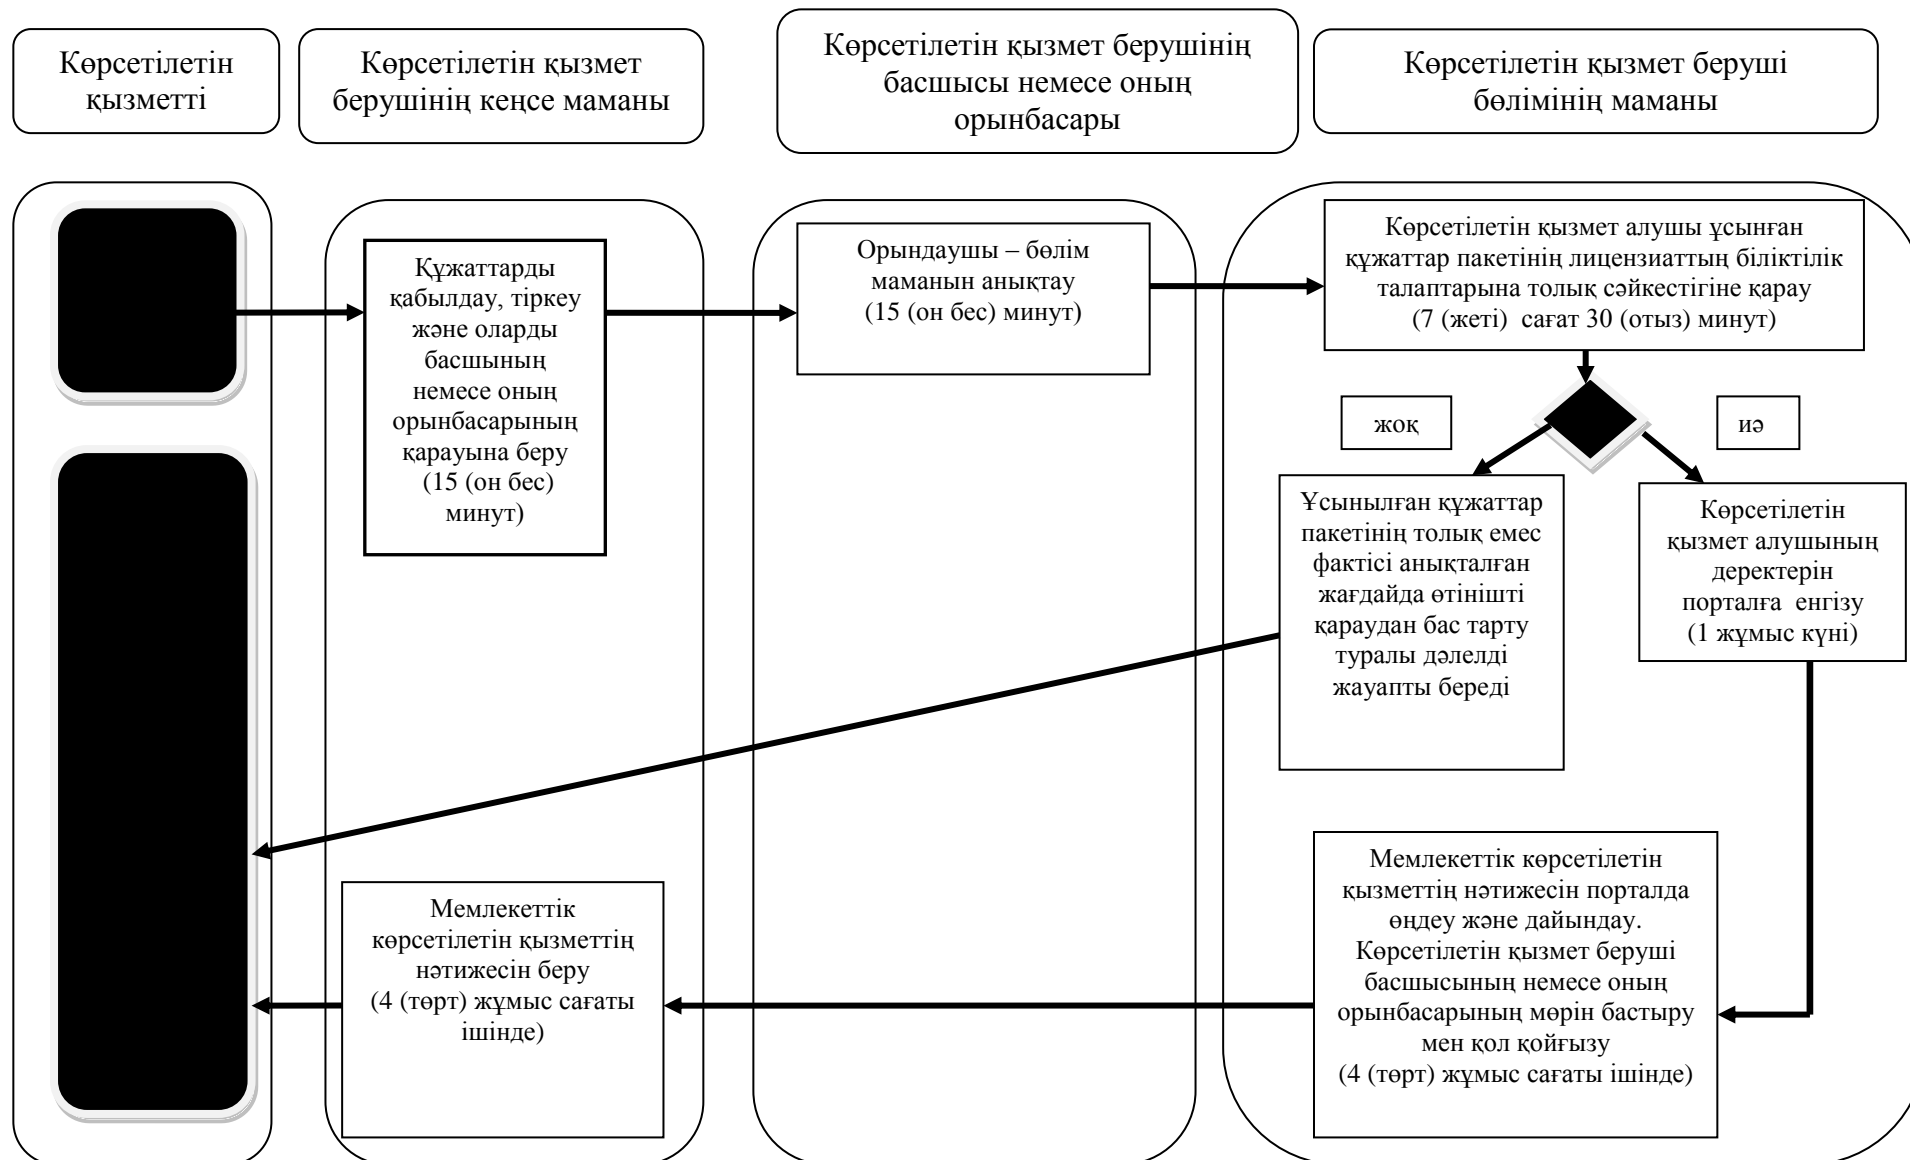 Көрсетілетін
қызметті
Көрсетілетін қызмет
берушінің кеңсе маманы
Көрсетілетін қызмет берушінің
басшысы немесе оның
орынбасары
Көрсетілетін қызмет беруші
бөлімінің маманы
Құжаттарды
қабылдау, тіркеу
және оларды
басшының
немесе оның
орынбасарының
қарауына беру
(15 (он бес)
минут)
Орындаушы – бөлім
маманын анықтау
(15 (он бес) минут)
Көрсетілетін қызмет алушы ұсынған
құжаттар пакетінің лицензиаттың біліктілік
талаптарына толық сәйкестігіне қарау
(7 (жеті) сағат 30 (отыз) минут)
жоқ
иә
Ұсынылған құжаттар
пакетінің толық емес
фактісі анықталған
жағдайда өтінішті
қараудан бас тарту
туралы дәлелді
жауапты береді
Көрсетілетін
қызмет алушының
деректерін
порталға енгізу
(1 жұмыс күні)
Мемлекеттік көрсетілетін
қызметтің нәтижесін порталда
өңдеу және дайындау.
Көрсетілетін қызмет беруші
басшысының немесе оның
орынбасарының мөрін бастыру
мен қол қойғызу
(4 (төрт) жұмыс сағаты ішінде)
Мемлекеттік
көрсетілетін қызметтің
нәтижесін беру
(4 (төрт) жұмыс сағаты
ішінде)